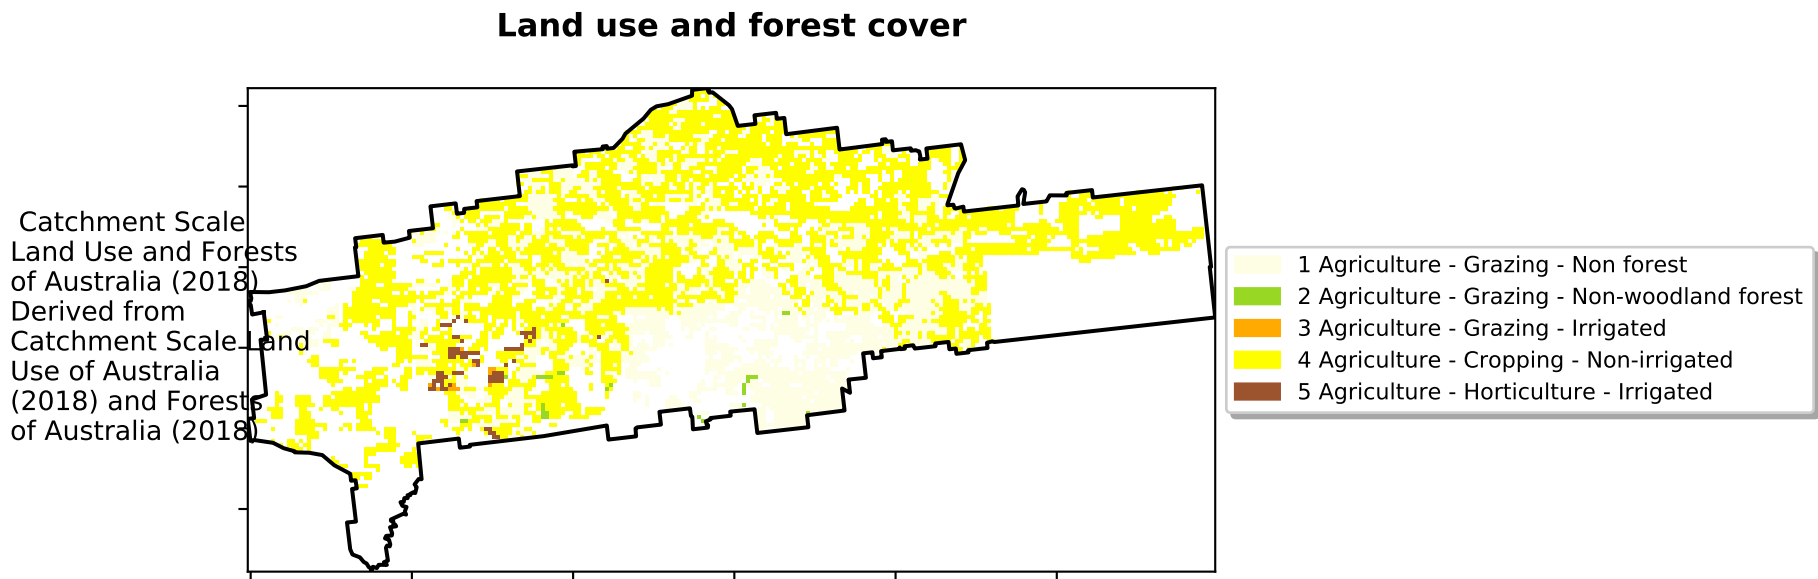 Land use and forest cover
Catchment Scale
Land Use and Forests
of Australia (2018)
Derived from
Catchment Scale Land
Use of Australia
(2018) and Forests
of Australia (2018)
1 Agriculture - Grazing - Non forest
2 Agriculture - Grazing - Non-woodland forest
3 Agriculture - Grazing - Irrigated
4 Agriculture - Cropping - Non-irrigated
5 Agriculture - Horticulture - Irrigated